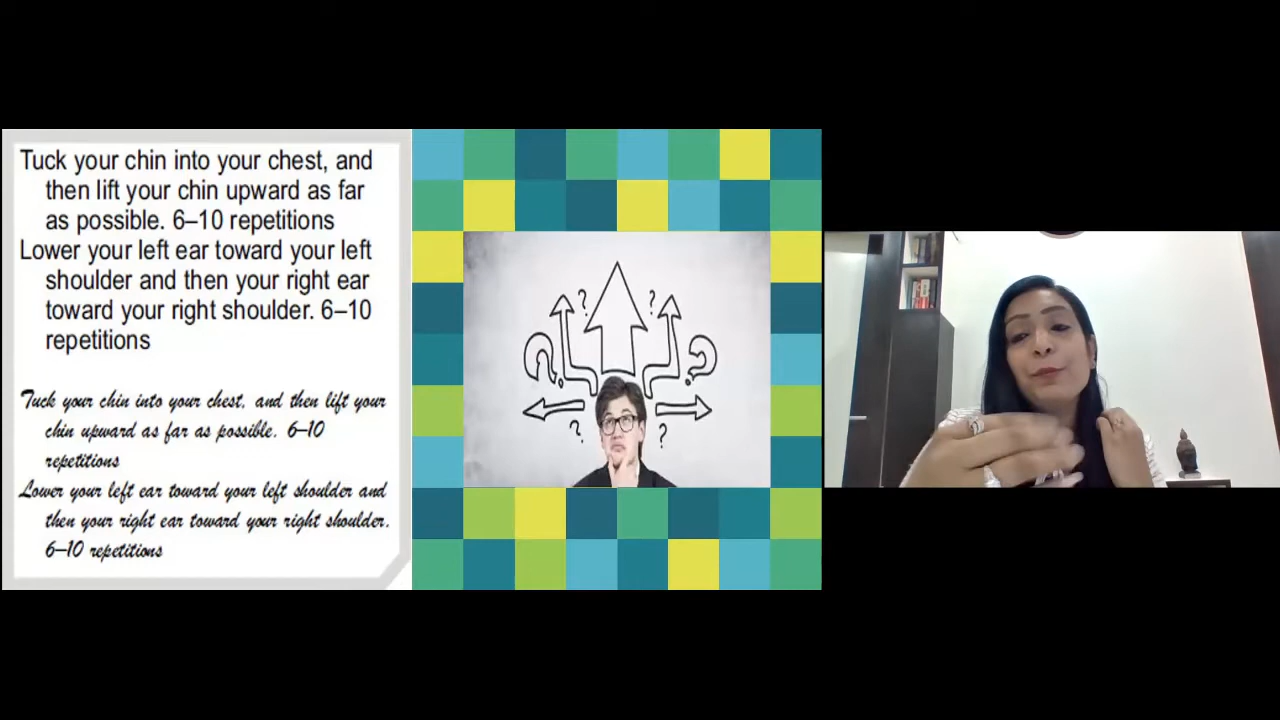 Tuck your chin into your chest, and
then lift your chin upward as far
as possible. 6–10 repetitions
Lower your left ear toward your left
shoulder and then your right ear
toward your right shoulder. 6–10
repetitions
Tuck your chin into your chest, and then lift your
chin upward as far as possible. 6–10
repetitions
Lower your left ear toward your left shoulder and
then your right ear toward your right shoulder.
6–10 repetitions